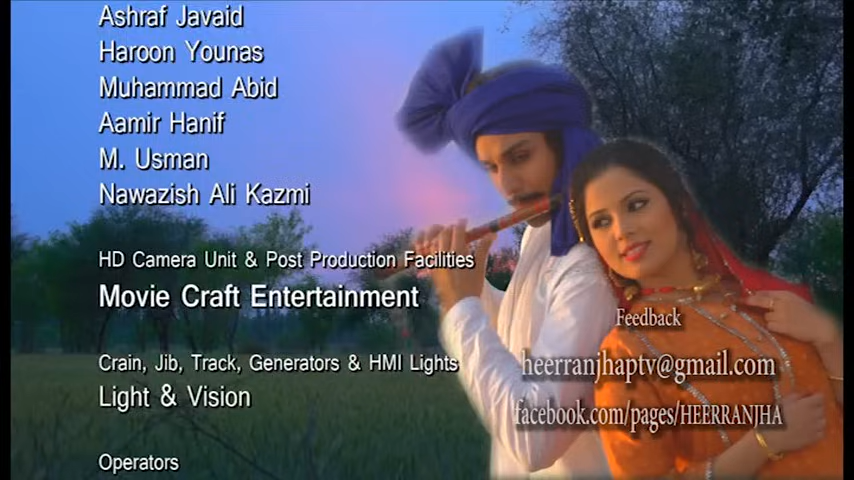 Ashraf Javaid
Haroon Younas
Muhammad Abid
Aamir Hanif
M. Usman
Nawazish Ali Kazmi
HD Camera Unit & Post Production Facilities
Movie Craft Entertainment
Crain, Jib, Track, Generators & HMI Lights
Light & Vision
Operators
Feedback
heerranjhaptv@gmail.com
facebook.com/pages/HEERRANJHA